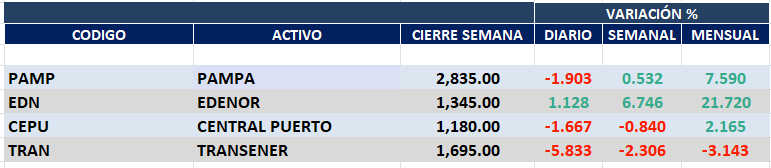 VARIACIÓN %
CODIGO ACTIVO CIERRE SEMANA DIARIO SEMANAL MENSUAL
PAMP PAMPA 2,835.00 -1.903 0.532 7.590
EDN EDENOR 1,345.00 1.128 6.746 21.720
CEPU CENTRAL PUERTO 1,180.00 -1.667 -0.840 2.165
TRAN TRANSENER 1,695.00 -5.833 -2.306 -3.143